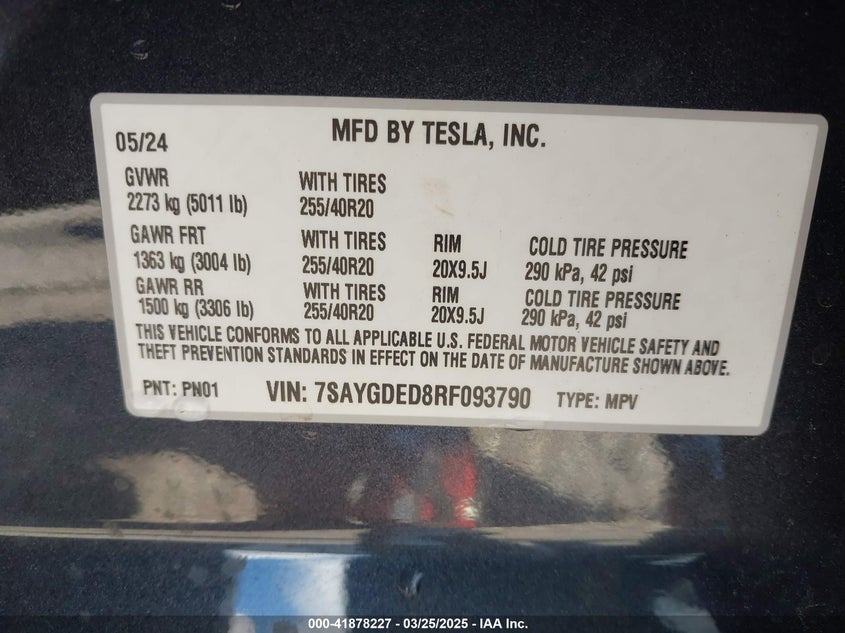 05/24 MFD BY TESLA, INC.
GVWR WITH TIRES
2273 kg (5011 lb) 255/40R20
GAWR FRT WITH TIRES RIM COLD TIRE PRESSURE
1363 kg (3004 lb) 255/40R20 20X9.5J 290 kPa, 42 psi
GAWR RR WITH TIRES RIM COLD TIRE PRESSURE
1500 kg (3306 lb) 255/40R20 20X9.5J 290 kPa, 42 psi
THIS VEHICLE CONFORMS TO ALL APPLICABLE U.S. FEDERAL MOTOR VEHICLE SAFETY AND
THEFT PREVENTION STANDARDS IN EFFECT ON THE DATE OF MANUFACTURE SHOWN ABOVE.
PNT: PN01 VIN: 7SAYGDED8RF093790 TYPE: MPV
000-41878227 - 03/25/2025 - IAA Inc.